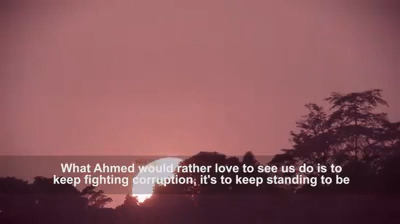 What Ahmed would rather love to see us do is to
keep fighting corruption, it's to keep standing to be